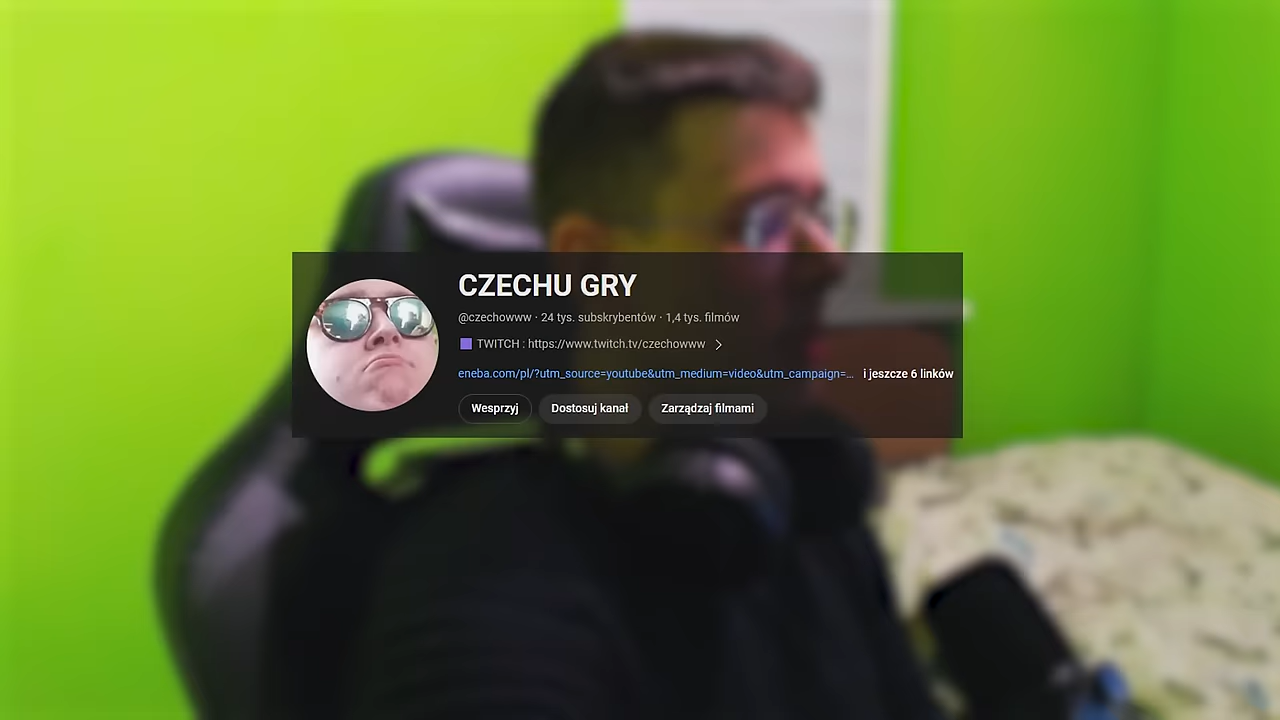 CZECHU GRY
@czechowww · 24 tys. subskrybentów · 1,4 tys. filmów
TWITCH : https://www.twitch.tv/czechowww
eneba.com/pl/?utm_source=youtube&utm_medium=video&utm_campaign=... i jeszcze 6 linków
Wesprzyj Dostosuj kanał Zarządzaj filmami